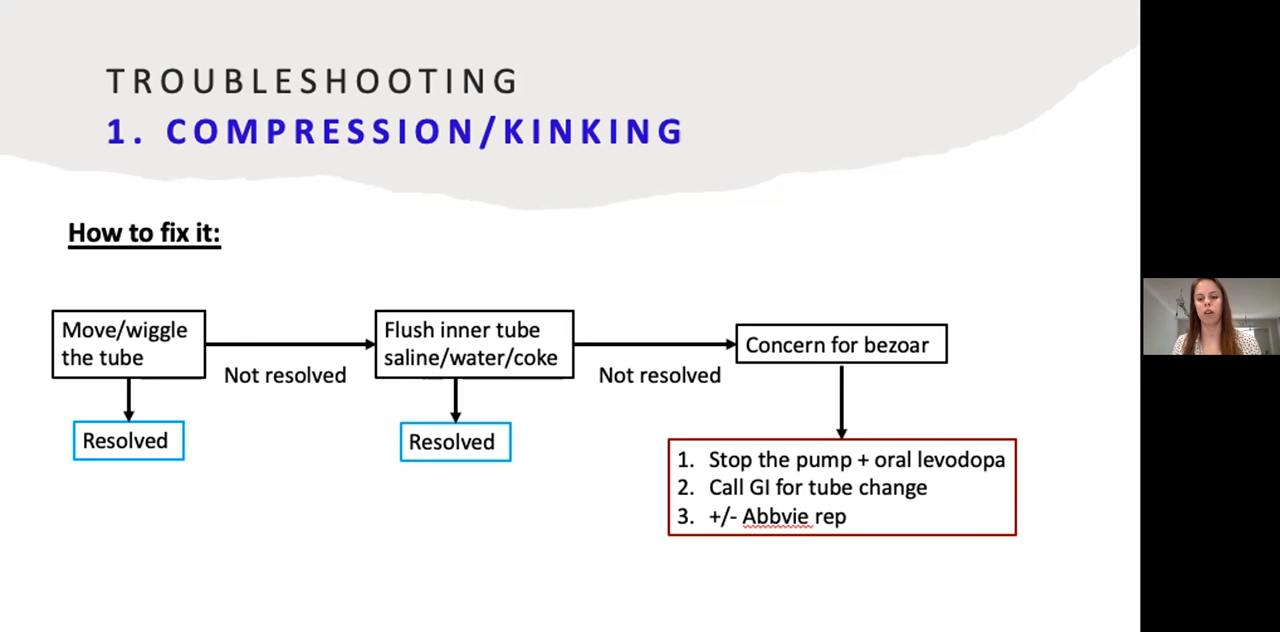 TROUBLESHOOTING
1. COMPRESSION/KINKING
How to fix it:
Move/wiggle
the tube
Not resolved
Flush inner tube
saline/water/coke
Not resolved
Concern for bezoar
Resolved
Resolved
1. Stop the pump + oral levodopa
2. Call GI for tube change
3. +/- Abbvie rep